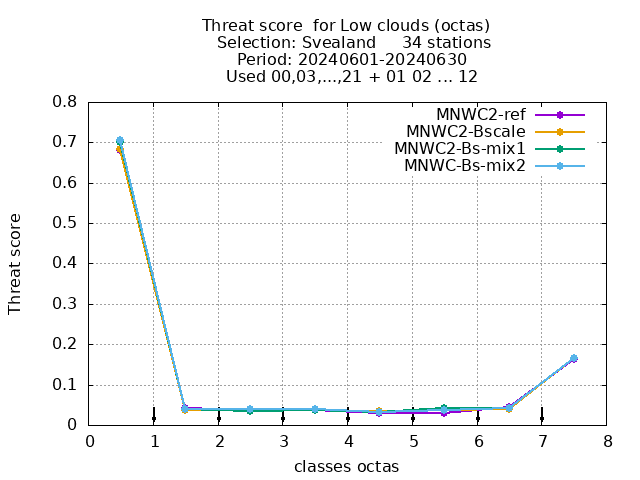 Threat score  for Low clouds (octas)
Selection: Svealand     34 stations
Period: 20240601-20240630
Used 00,03,...,21 + 01 02 ... 12
MNWC2-ref
MNWC2-Bscale
MNWC2-Bs-mix1
MNWC-Bs-mix2
Threat score
0.8
0.7
0.6
0.5
0.4
0.3
0.2
0.1
0
0 1 2 3 4 5 6 7 8
classes octas